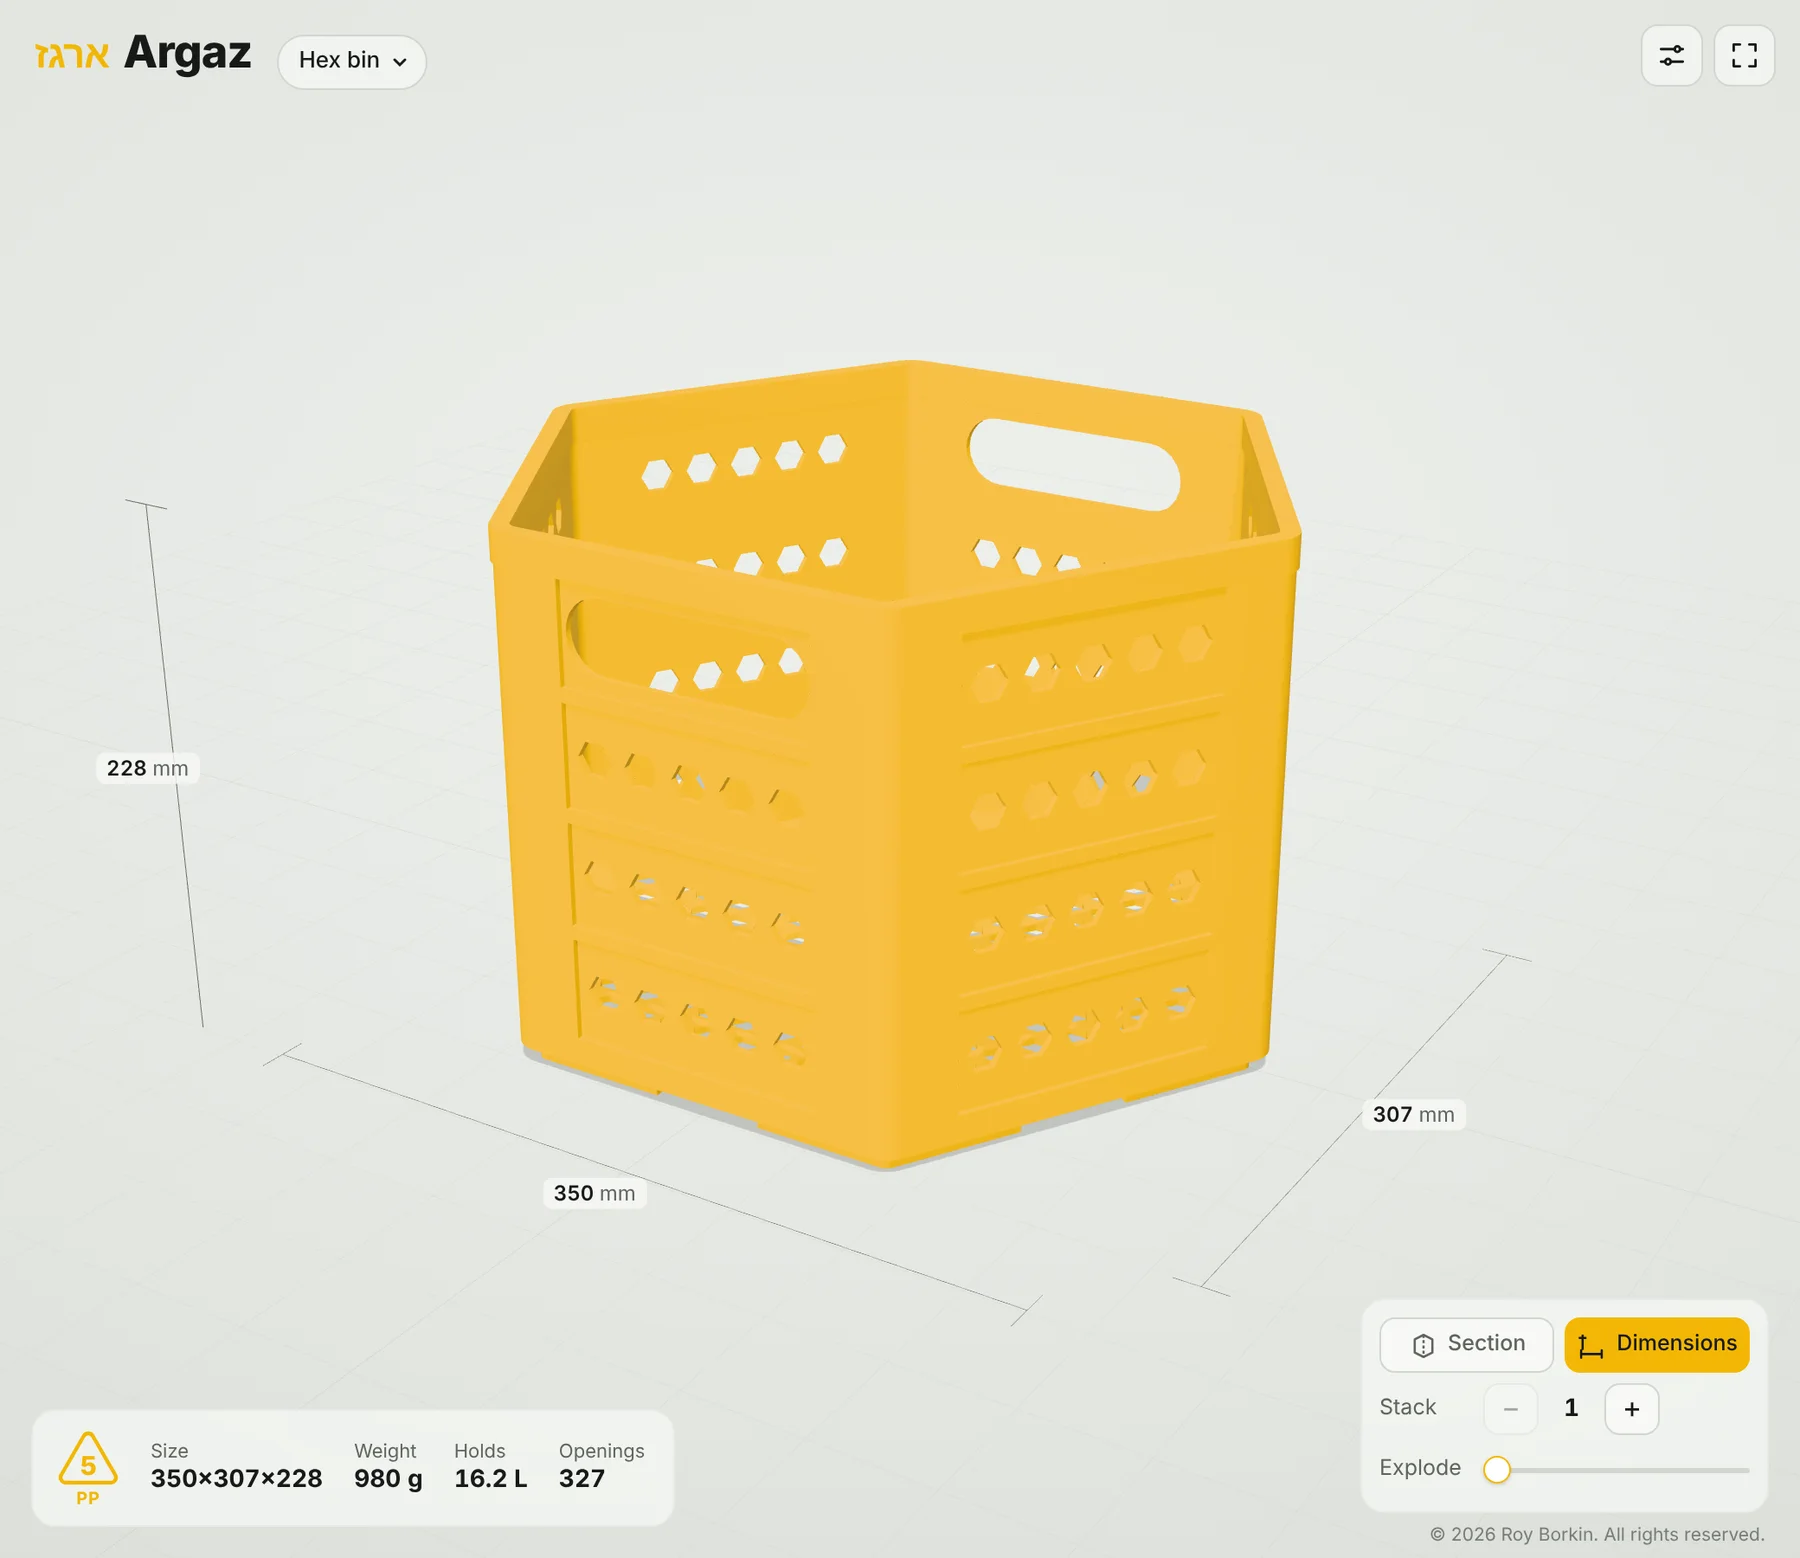 ארגז Argaz
Hex bin
228 mm
350 mm
307 mm
Section
Dimensions
Stack
− 1 +
Explode
5
PP
Size
350×307×228
Weight
980 g
Holds
16.2 L
Openings
327
© 2026 Roy Borkin. All rights reserved.